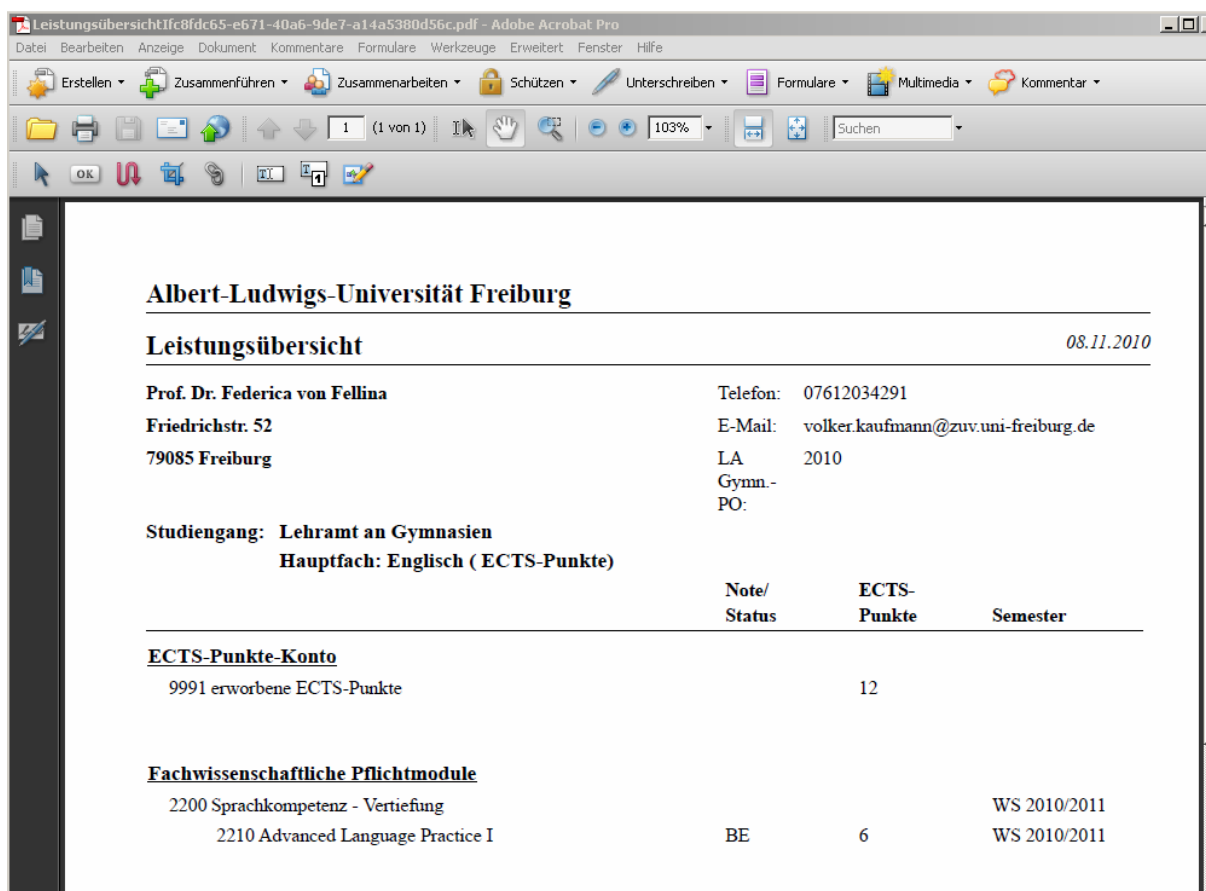 LeistungsübersichtIfc8fdc65-e671-40a6-9de7-a14a5380d56c.pdf - Adobe Acrobat Pro
Datei Bearbeiten Anzeige Dokument Kommentare Formulare Werkzeuge Erweitert Fenster Hilfe
Erstellen Zusammenführen Zusammenarbeiten Schützen Unterschreiben Formulare Multimedia Kommentar
1 (1 von 1) 103% Suchen
OK
Albert-Ludwigs-Universität Freiburg
Leistungsübersicht 08.11.2010
Prof. Dr. Federica von Fellina Telefon: 07612034291
Friedrichstr. 52 E-Mail: volker.kaufmann@zuv.uni-freiburg.de
79085 Freiburg LA 2010
Gymn.-
PO:
Studiengang: Lehramt an Gymnasien
Hauptfach: Englisch ( ECTS-Punkte)
Note/ ECTS-
Status Punkte Semester
ECTS-Punkte-Konto
9991 erworbene ECTS-Punkte 12
Fachwissenschaftliche Pflichtmodule
2200 Sprachkompetenz - Vertiefung WS 2010/2011
2210 Advanced Language Practice I BE 6 WS 2010/2011